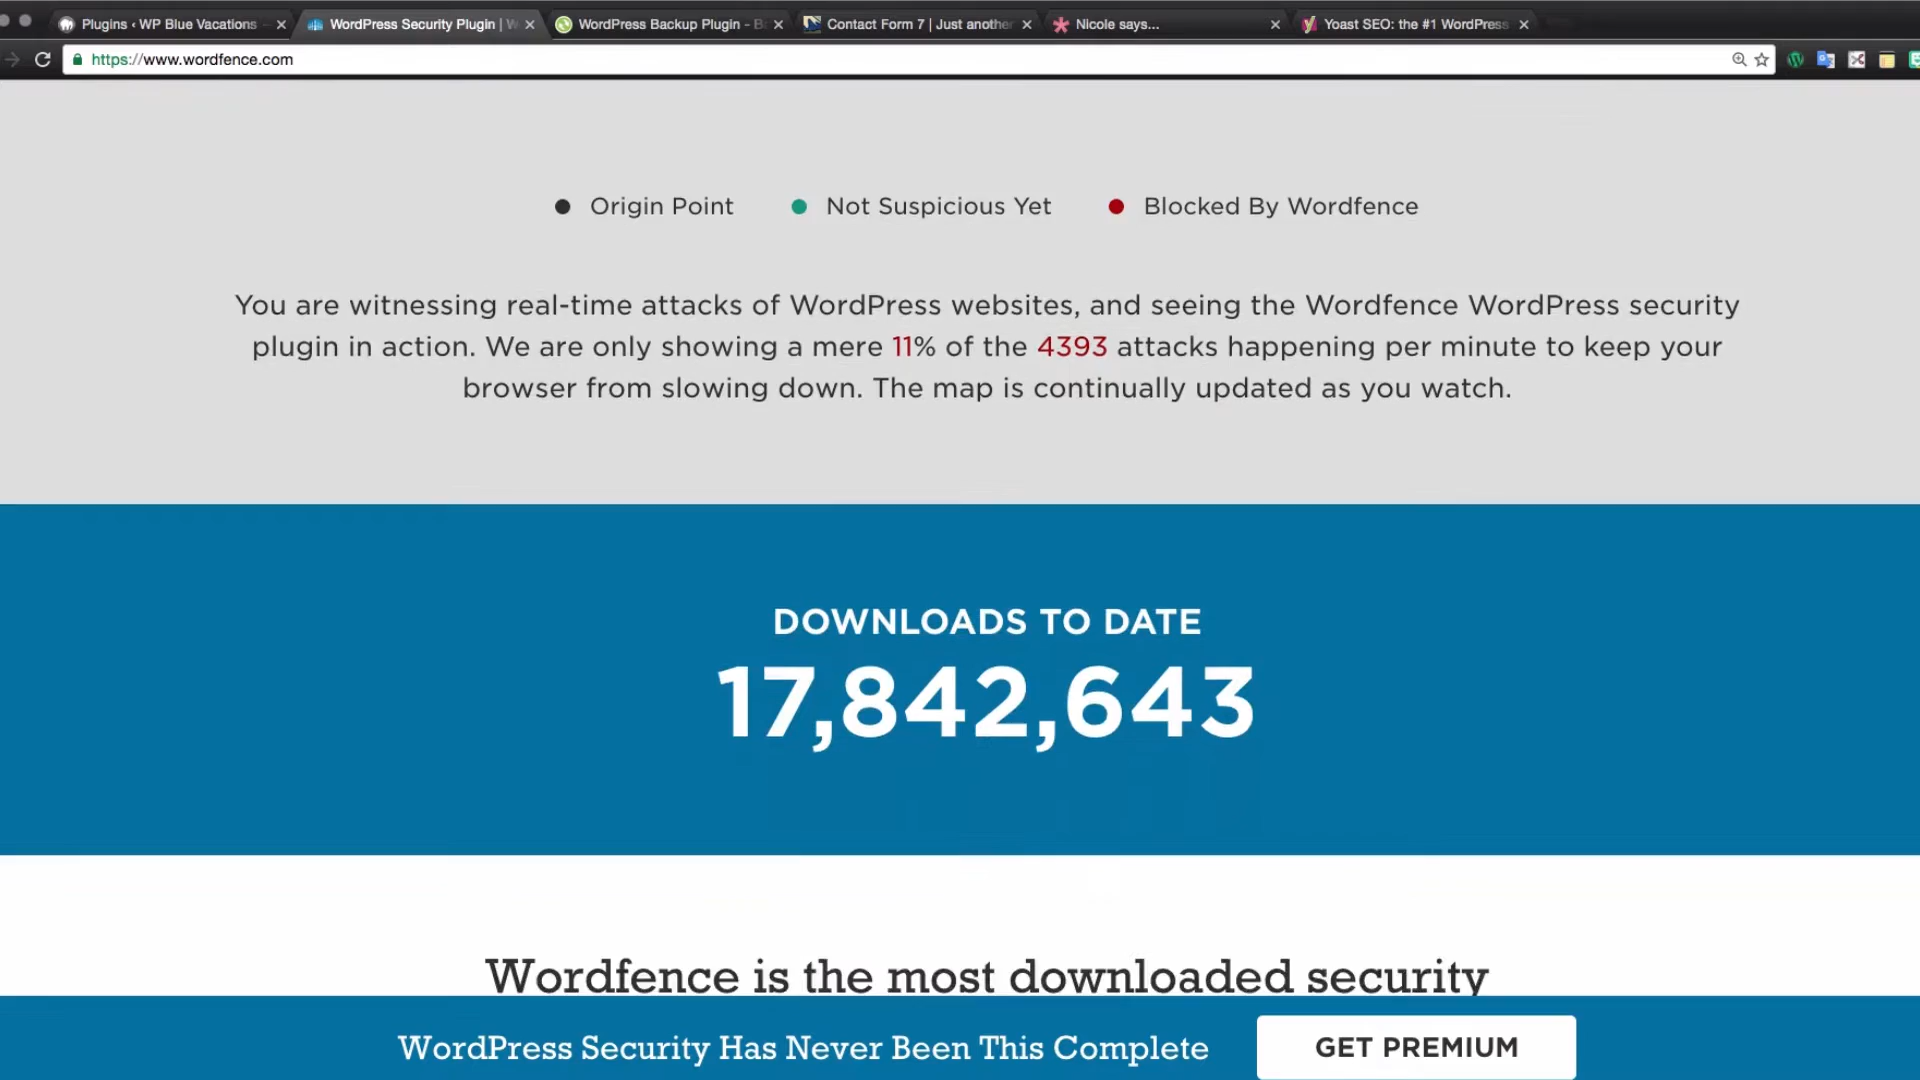 Plugins ‹ WP Blue Vacations
WordPress Security Plugin |
WordPress Backup Plugin -
Contact Form 7 | Just another
Nicole says...
Yoast SEO: the #1 WordPress
https://www.wordfence.com
Origin Point
Not Suspicious Yet
Blocked By Wordfence
You are witnessing real-time attacks of WordPress websites, and seeing the Wordfence WordPress security
plugin in action. We are only showing a mere 11% of the 4393 attacks happening per minute to keep your
browser from slowing down. The map is continually updated as you watch.
DOWNLOADS TO DATE
17,842,643
Wordfence is the most downloaded security
WordPress Security Has Never Been This Complete
GET PREMIUM